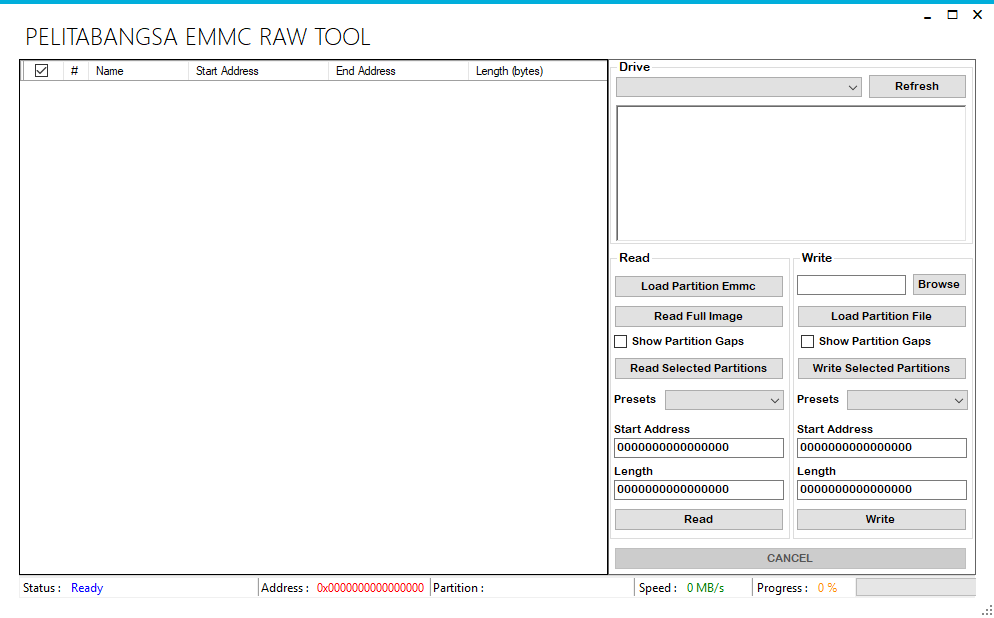 PELITABANGSA EMMC RAW TOOL
# Name Start Address End Address Length (bytes)
Drive
Refresh
Read
Load Partition Emmc
Read Full Image
Show Partition Gaps
Read Selected Partitions
Presets
Start Address
0000000000000000
Length
0000000000000000
Read
Write
Browse
Load Partition File
Show Partition Gaps
Write Selected Partitions
Presets
Start Address
0000000000000000
Length
0000000000000000
Write
CANCEL
Status : Ready Address : 0x0000000000000000 Partition : Speed : 0 MB/s Progress : 0 %